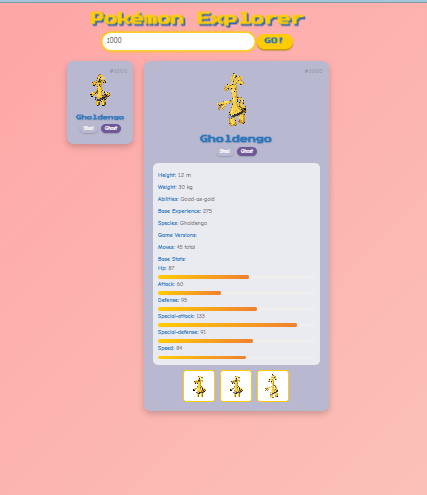 Pokémon Explorer
1000
GO!
#1000
Gholdengo
Steel
Ghost
#1000
Gholdengo
Steel
Ghost
Height: 12 m
Weight: 30 kg
Abilities: Good-as-gold
Base Experience: 275
Species: Gholdengo
Game Versions:
Moves: 45 total
Base Stats:
Hp: 87
Attack: 60
Defense: 95
Special-attack: 133
Special-defense: 91
Speed: 84